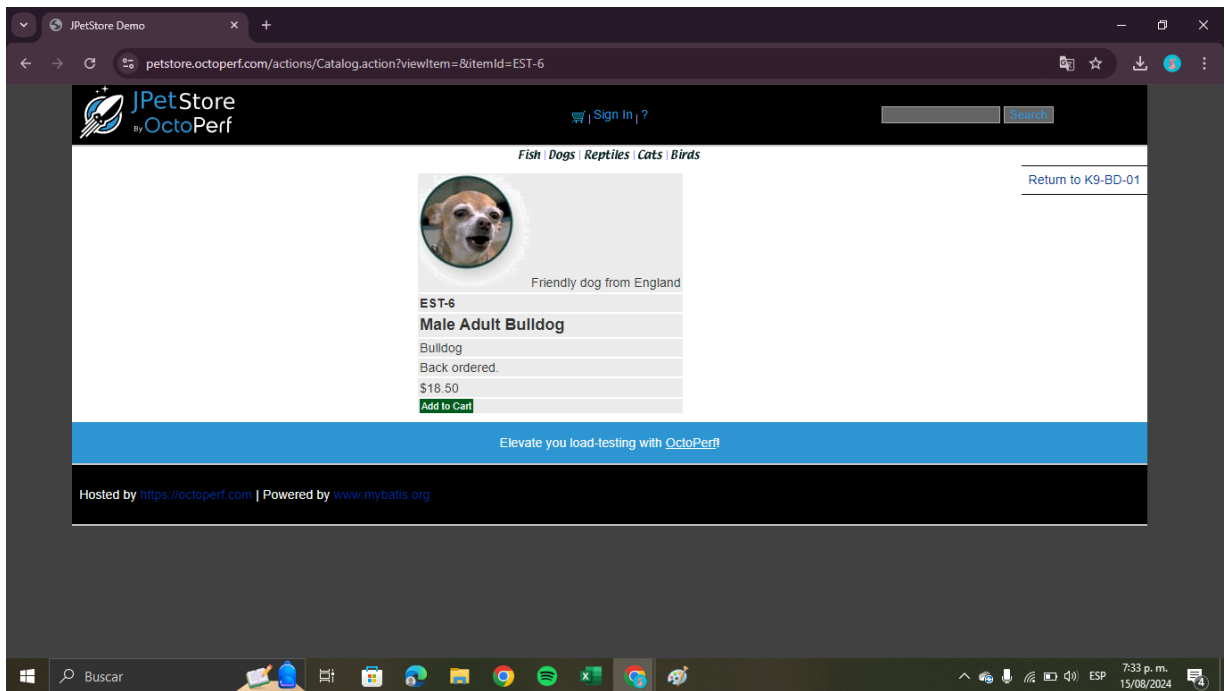 JPetStore Demo
petstore.octoperf.com/actions/Catalog.action?viewItem=&itemId=EST-6
JPetStore
By OctoPerf
| Sign In | ?
Search
Fish | Dogs | Reptiles | Cats | Birds
Return to K9-BD-01
Friendly dog from England
EST-6
Male Adult Bulldog
Bulldog
Back ordered.
$18.50
Add to Cart
Elevate you load-testing with OctoPerf!
Hosted by https://octoperf.com | Powered by www.mybatis.org
Buscar
ESP
7:33 p. m.
15/08/2024
4